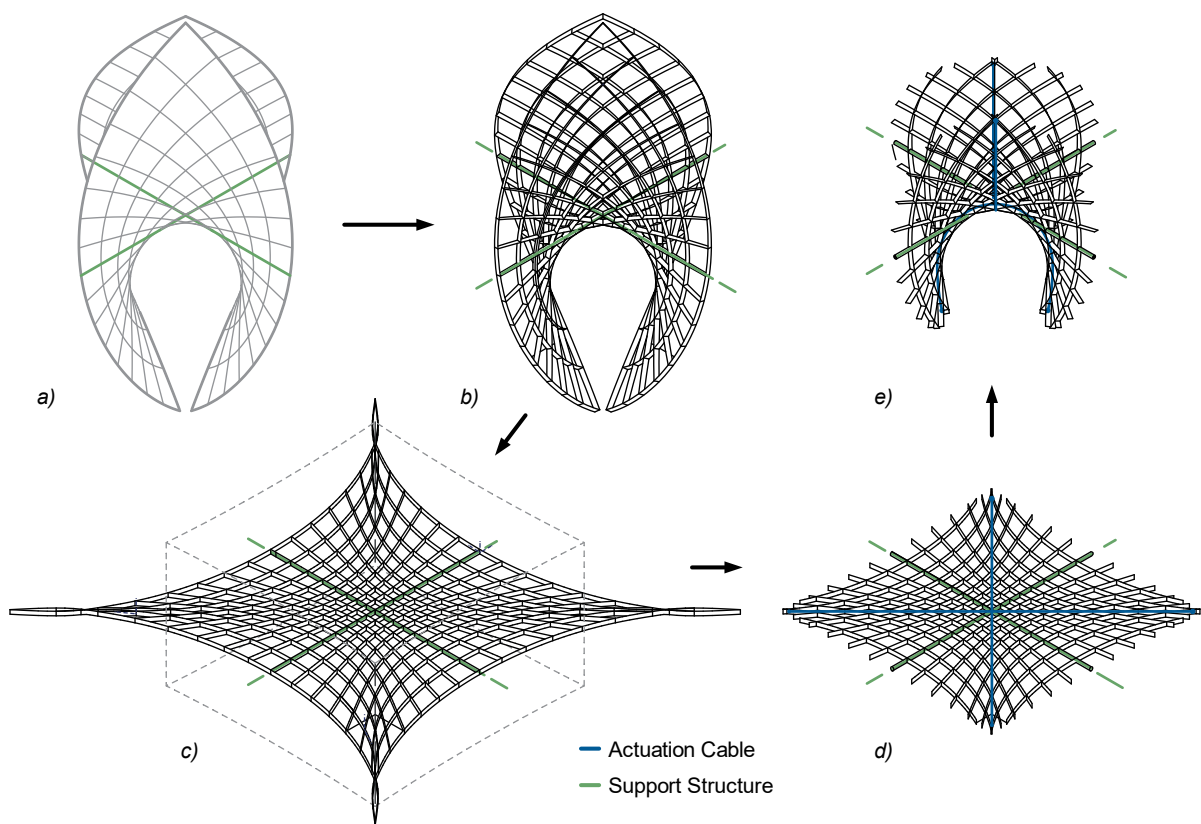 a)
b)
e)
c)
Actuation Cable
Support Structure
d)